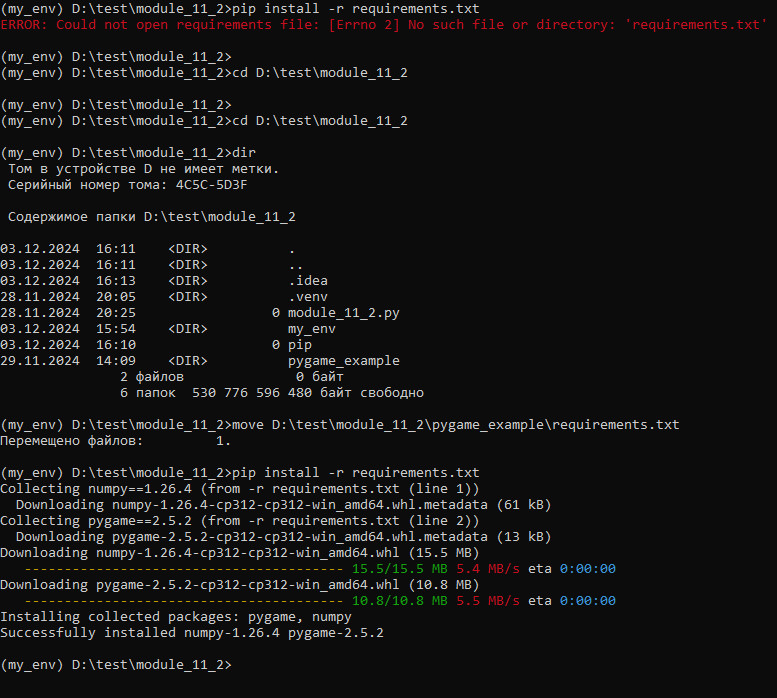 (my_env) D:\test\module_11_2>pip install -r requirements.txt
ERROR: Could not open requirements file: [Errno 2] No such file or directory: 'requirements.txt'
(my_env) D:\test\module_11_2>
(my_env) D:\test\module_11_2>cd D:\test\module_11_2
(my_env) D:\test\module_11_2>
(my_env) D:\test\module_11_2>cd D:\test\module_11_2
(my_env) D:\test\module_11_2>dir
Том в устройстве D не имеет метки.
Серийный номер тома: 4C5C-5D3F
Содержимое папки D:\test\module_11_2
03.12.2024  16:11    <DIR>          .
03.12.2024  16:11    <DIR>          ..
03.12.2024  16:13    <DIR>          .idea
28.11.2024  20:05    <DIR>          .venv
28.11.2024  20:25                 0 module_11_2.py
03.12.2024  15:54    <DIR>          my_env
03.12.2024  16:10                 0 pip
29.11.2024  14:09    <DIR>          pygame_example
2 файлов              0 байт
6 папок  530 776 596 480 байт свободно
(my_env) D:\test\module_11_2>move D:\test\module_11_2\pygame_example\requirements.txt
Перемещено файлов:         1.
(my_env) D:\test\module_11_2>pip install -r requirements.txt
Collecting numpy==1.26.4 (from -r requirements.txt (line 1))
Downloading numpy-1.26.4-cp312-cp312-win_amd64.whl.metadata (61 kB)
Collecting pygame==2.5.2 (from -r requirements.txt (line 2))
Downloading pygame-2.5.2-cp312-cp312-win_amd64.whl.metadata (13 kB)
Downloading numpy-1.26.4-cp312-cp312-win_amd64.whl (15.5 MB)
---------------------------------------- 15.5/15.5 MB 5.4 MB/s eta 0:00:00
Downloading pygame-2.5.2-cp312-cp312-win_amd64.whl (10.8 MB)
---------------------------------------- 10.8/10.8 MB 5.5 MB/s eta 0:00:00
Installing collected packages: pygame, numpy
Successfully installed numpy-1.26.4 pygame-2.5.2
(my_env) D:\test\module_11_2>